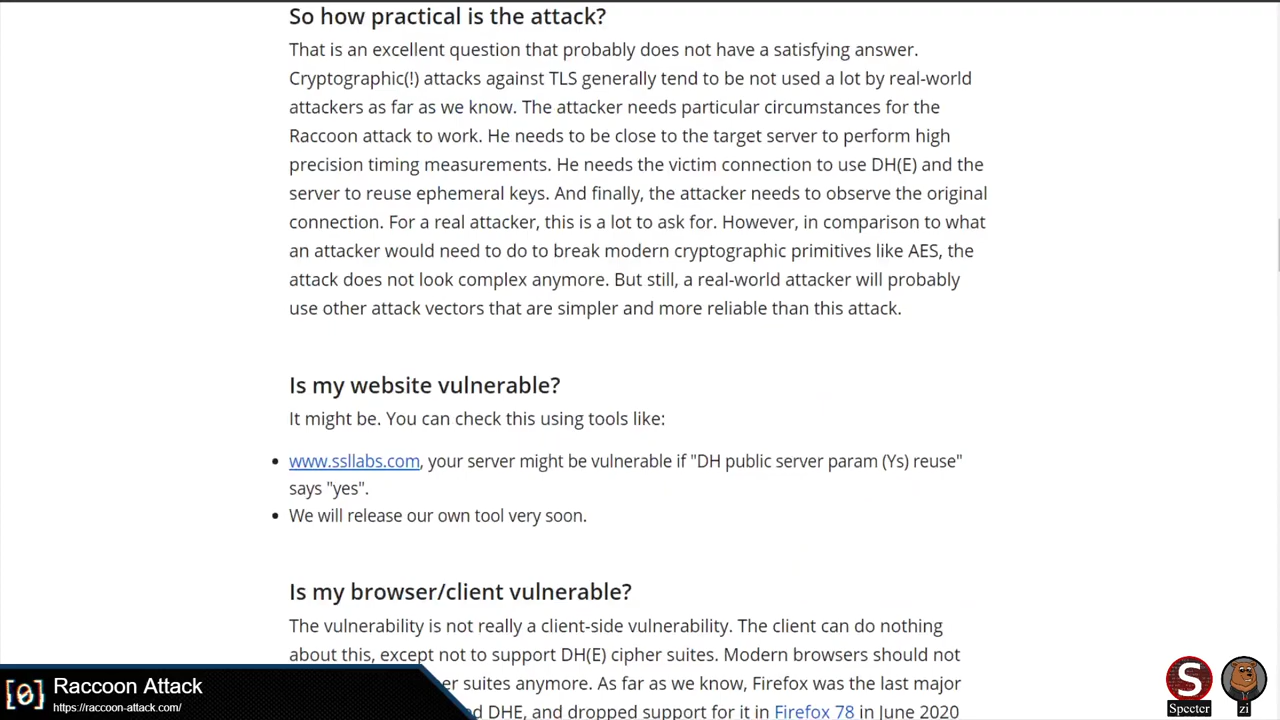 So how practical is the attack?
That is an excellent question that probably does not have a satisfying answer.
Cryptographic(!) attacks against TLS generally tend to be not used a lot by real-world
attackers as far as we know. The attacker needs particular circumstances for the
Raccoon attack to work. He needs to be close to the target server to perform high
precision timing measurements. He needs the victim connection to use DH(E) and the
server to reuse ephemeral keys. And finally, the attacker needs to observe the original
connection. For a real attacker, this is a lot to ask for. However, in comparison to what
an attacker would need to do to break modern cryptographic primitives like AES, the
attack does not look complex anymore. But still, a real-world attacker will probably
use other attack vectors that are simpler and more reliable than this attack.
Is my website vulnerable?
It might be. You can check this using tools like:
• www.ssllabs.com, your server might be vulnerable if "DH public server param (Ys) reuse"
says "yes".
• We will release our own tool very soon.
Is my browser/client vulnerable?
The vulnerability is not really a client-side vulnerability. The client can do nothing
about this, except not to support DH(E) cipher suites. Modern browsers should not
suites anymore. As far as we know, Firefox was the last major
DHE, and dropped support for it in Firefox 78 in June 2020
[0]
Raccoon Attack
https://raccoon-attack.com/
S
Specter
zi